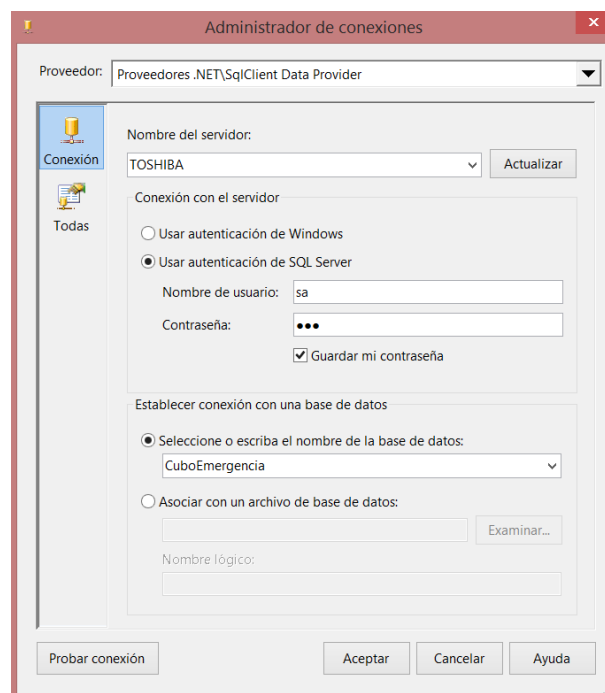 Administrador de conexiones
Proveedor: Proveedores .NET\SqlClient Data Provider
Conexión
Todas
Nombre del servidor:
TOSHIBA Actualizar
Conexión con el servidor
Usar autenticación de Windows
Usar autenticación de SQL Server
Nombre de usuario: sa
Contraseña: ●●●
Guardar mi contraseña
Establecer conexión con una base de datos
Seleccione o escriba el nombre de la base de datos:
CuboEmergencia
Asociar con un archivo de base de datos:
Examinar...
Nombre lógico:
Probar conexión Aceptar Cancelar Ayuda